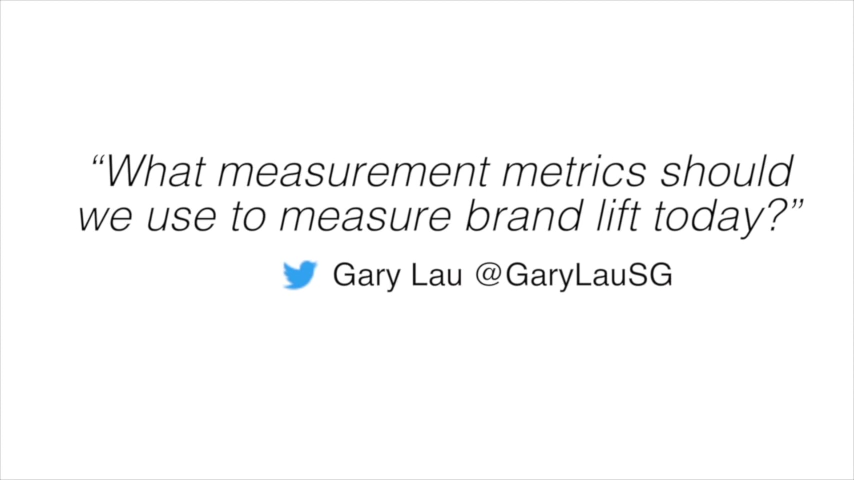 “What measurement metrics should
we use to measure brand lift today?”
Gary Lau @GaryLauSG